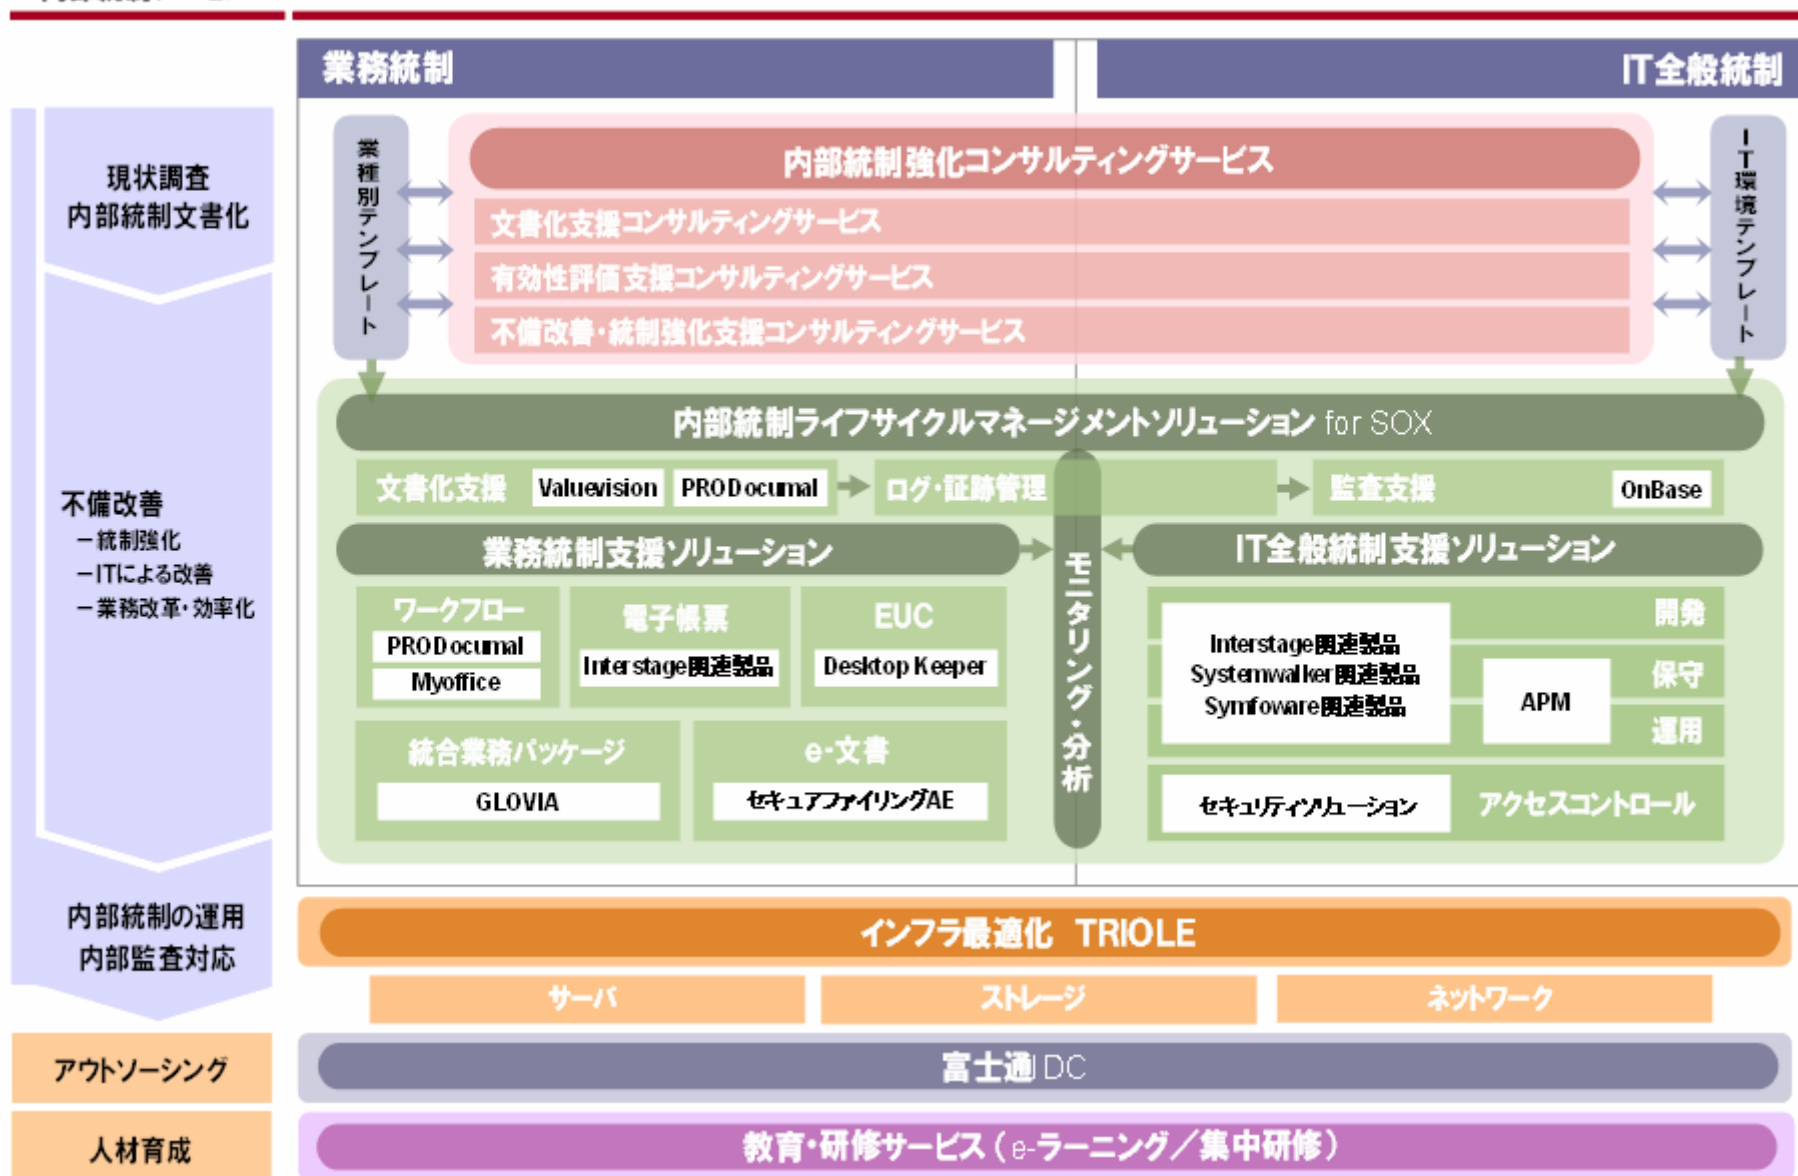 業務統制
IT全般統制
現状調査
内部統制文書化
業種別テンプレート
内部統制強化コンサルティングサービス
文書化支援コンサルティングサービス
有効性評価支援コンサルティングサービス
不備改善・統制強化支援コンサルティングサービス
IT環境テンプレート
不備改善
－統制強化
－ITによる改善
－業務改革・効率化
内部統制ライフサイクルマネージメントソリューション for SOX
文書化支援 Valuevision PRODocumal
ログ・証跡管理
監査支援 OnBase
業務統制支援ソリューション
IT全般統制支援ソリューション
モニタリング・分析
ワークフロー
PRODocumal
Myoffice
電子帳票
Interstage関連製品
EUC
Desktop Keeper
統合業務パッケージ
GLOVIA
e-文書
セキュアファイリングAE
Interstage関連製品
Systemwalker関連製品
Symfoware関連製品
APM
開発
保守
運用
セキュリティソリューション
アクセスコントロール
内部統制の運用
内部監査対応
インフラ最適化 TRIOLE
サーバ
ストレージ
ネットワーク
アウトソーシング
富士通IDC
人材育成
教育・研修サービス（e-ラーニング／集中研修）